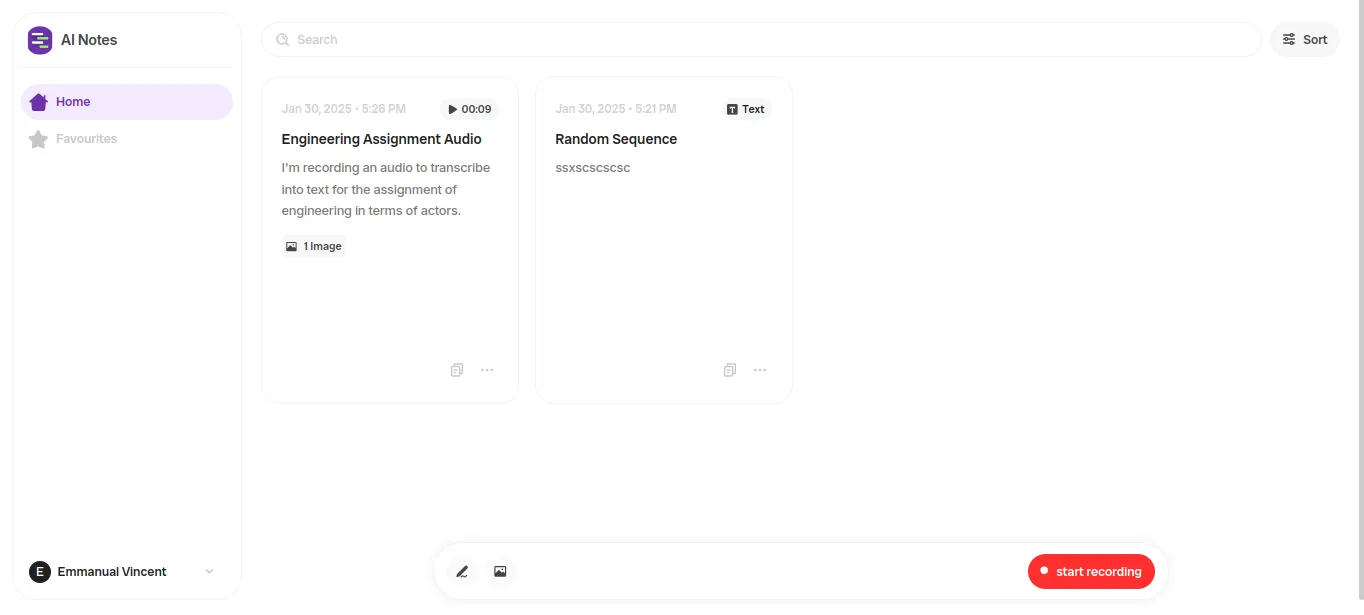 AI Notes
Home
Favourites
E Emmanual Vincent
Search
Sort
Jan 30, 2025 • 5:26 PM
00:09
Engineering Assignment Audio
I'm recording an audio to transcribe
into text for the assignment of
engineering in terms of actors.
1 Image
Jan 30, 2025 • 5:21 PM
T Text
Random Sequence
ssxscscscsc
start recording